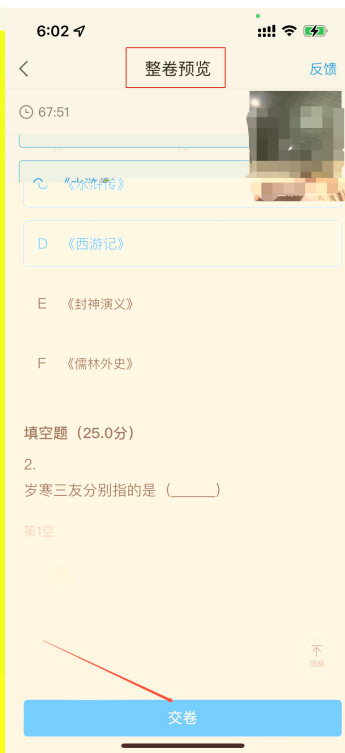 6:02
整卷预览
反馈
67:51
C 《水浒传》
D 《西游记》
E 《封神演义》
F 《儒林外史》
填空题（25.0分）
2.
岁寒三友分别指的是（______）
第1空
顶部
交卷